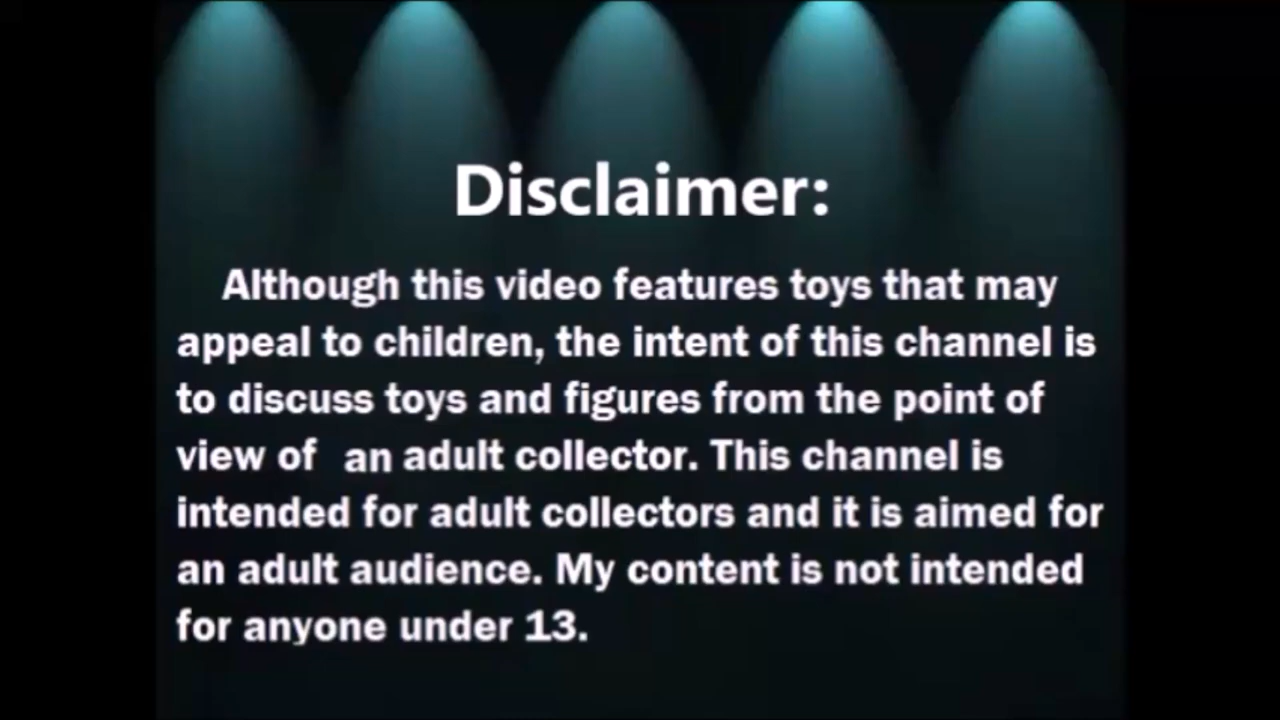 Disclaimer:
Although this video features toys that may
appeal to children, the intent of this channel is
to discuss toys and figures from the point of
view of an adult collector. This channel is
intended for adult collectors and it is aimed for
an adult audience. My content is not intended
for anyone under 13.